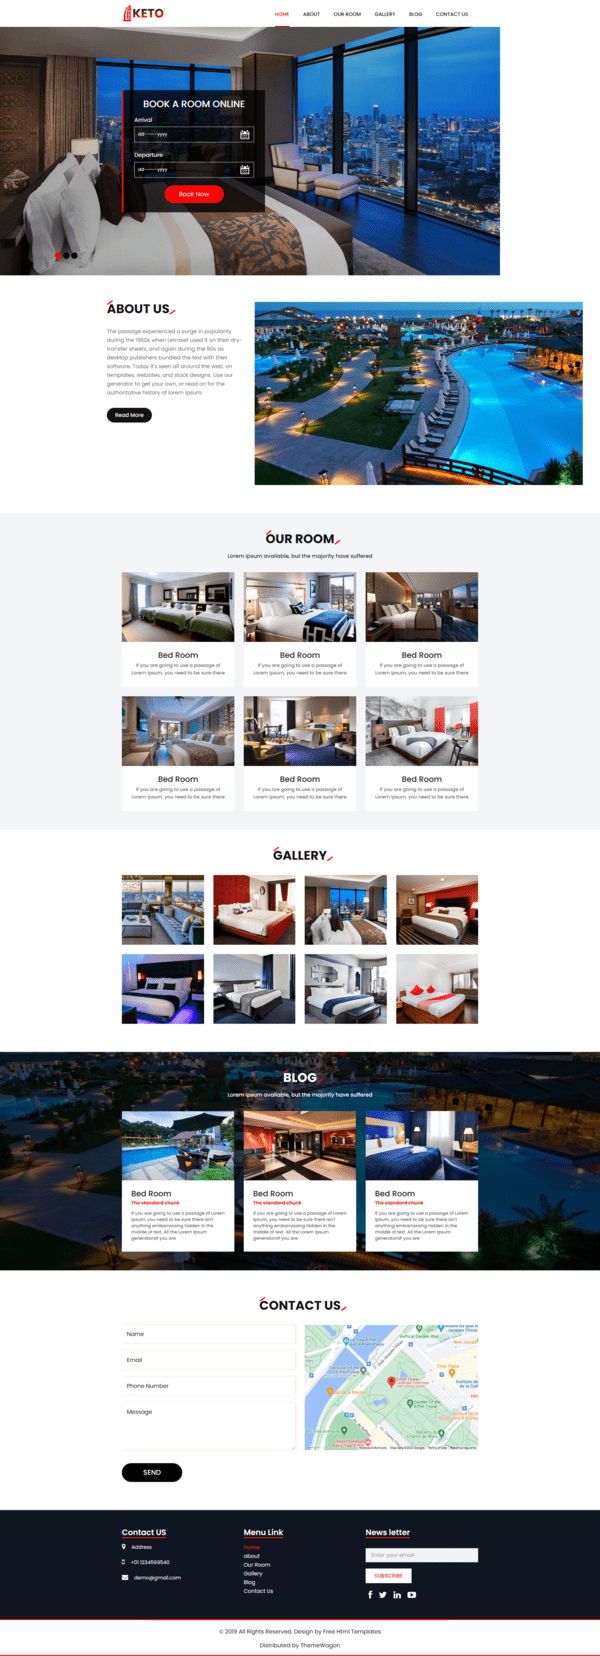 KETO
HOME
ABOUT
OUR ROOM
GALLERY
BLOG
CONTACT US
BOOK A ROOM ONLINE
Arrival
Departure
Book Now
ABOUT US
The passage experienced a surge in popularity
during the 1960s when Letraset used it on their dry-
transfer sheets, and again during the 90s as
desktop publishers bundled the text with their
software. Today it's seen all around the web; on
templates, websites, and stock designs. Use our
generator to get your own, or read on for the
authoritative history of lorem ipsum.
Read More
OUR ROOM
Lorem Ipsum available, but the majority have suffered
Bed Room
If you are going to use a passage of
Lorem Ipsum, you need to be sure there
Bed Room
If you are going to use a passage of
Lorem Ipsum, you need to be sure there
Bed Room
If you are going to use a passage of
Lorem Ipsum, you need to be sure there
Bed Room
If you are going to use a passage of
Lorem Ipsum, you need to be sure there
Bed Room
If you are going to use a passage of
Lorem Ipsum, you need to be sure there
Bed Room
If you are going to use a passage of
Lorem Ipsum, you need to be sure there
GALLERY
BLOG
Lorem Ipsum available, but the majority have suffered
Bed Room
The standard chunk
If you are going to use a passage of Lorem
Ipsum, you need to be sure there isn't
anything embarrassing hidden in the
middle of text. All the Lorem Ipsum
generatorsIf you are
Bed Room
The standard chunk
If you are going to use a passage of Lorem
Ipsum, you need to be sure there isn't
anything embarrassing hidden in the
middle of text. All the Lorem Ipsum
generatorsIf you are
Bed Room
The standard chunk
If you are going to use a passage of Lorem
Ipsum, you need to be sure there isn't
anything embarrassing hidden in the
middle of text. All the Lorem Ipsum
generatorsIf you are
CONTACT US
Name
Email
Phone Number
Message
SEND
Vertical Garden Wall
Contact US
Address
+01 1234569540
demo@gmail.com
Menu Link
Home
about
Our Room
Gallery
Blog
Contact Us
News letter
Enter your email
SUBSCRIBE
© 2019 All Rights Reserved. Design by Free Html Templates
Distributed by ThemeWagon